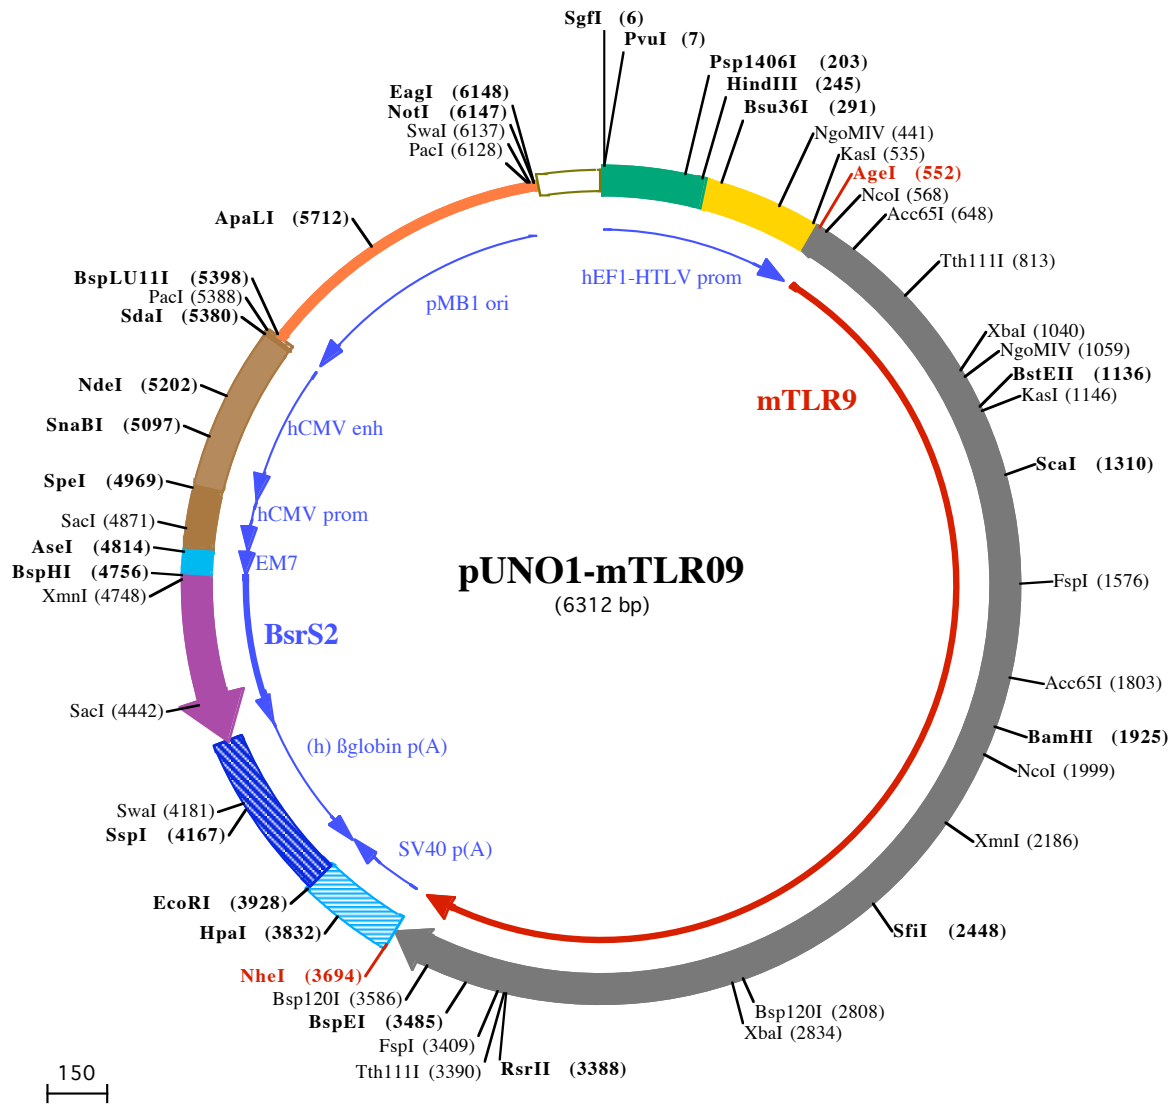 SgfI (6)
PvuI (7)
Psp1406I (203)
HindIII (245)
Bsu36I (291)
NgoMIV (441)
KasI (535)
AgeI (552)
NcoI (568)
Acc65I (648)
Tth111I (813)
XbaI (1040)
NgoMIV (1059)
BstEII (1136)
KasI (1146)
ScaI (1310)
FspI (1576)
Acc65I (1803)
BamHI (1925)
NcoI (1999)
XmnI (2186)
SfiI (2448)
Bsp120I (2808)
XbaI (2834)
RsrII (3388)
Tth111I (3390)
FspI (3409)
BspEI (3485)
Bsp120I (3586)
NheI (3694)
HpaI (3832)
EcoRI (3928)
SspI (4167)
SwaI (4181)
SacI (4442)
XmnI (4748)
BspHI (4756)
AseI (4814)
SacI (4871)
SpeI (4969)
SnaBI (5097)
NdeI (5202)
SdaI (5380)
PacI (5388)
BspLU11I (5398)
ApaLI (5712)
PacI (6128)
SwaI (6137)
NotI (6147)
EagI (6148)
hEF1-HTLV prom
mTLR9
pMB1 ori
hCMV enh
hCMV prom
EM7
BsrS2
(h) ßglobin p(A)
SV40 p(A)
pUNO1-mTLR09
(6312 bp)
150